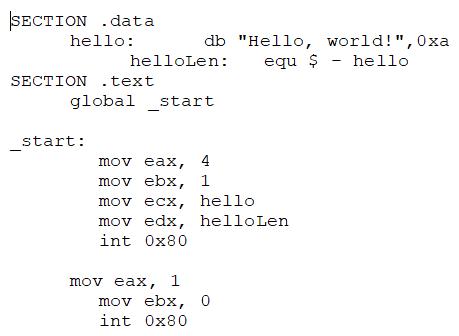 SECTION .data
hello: db "Hello, world!",0xa
helloLen: equ $ - hello
SECTION .text
global _start
_start:
mov eax, 4
mov ebx, 1
mov ecx, hello
mov edx, helloLen
int 0x80
mov eax, 1
mov ebx, 0
int 0x80